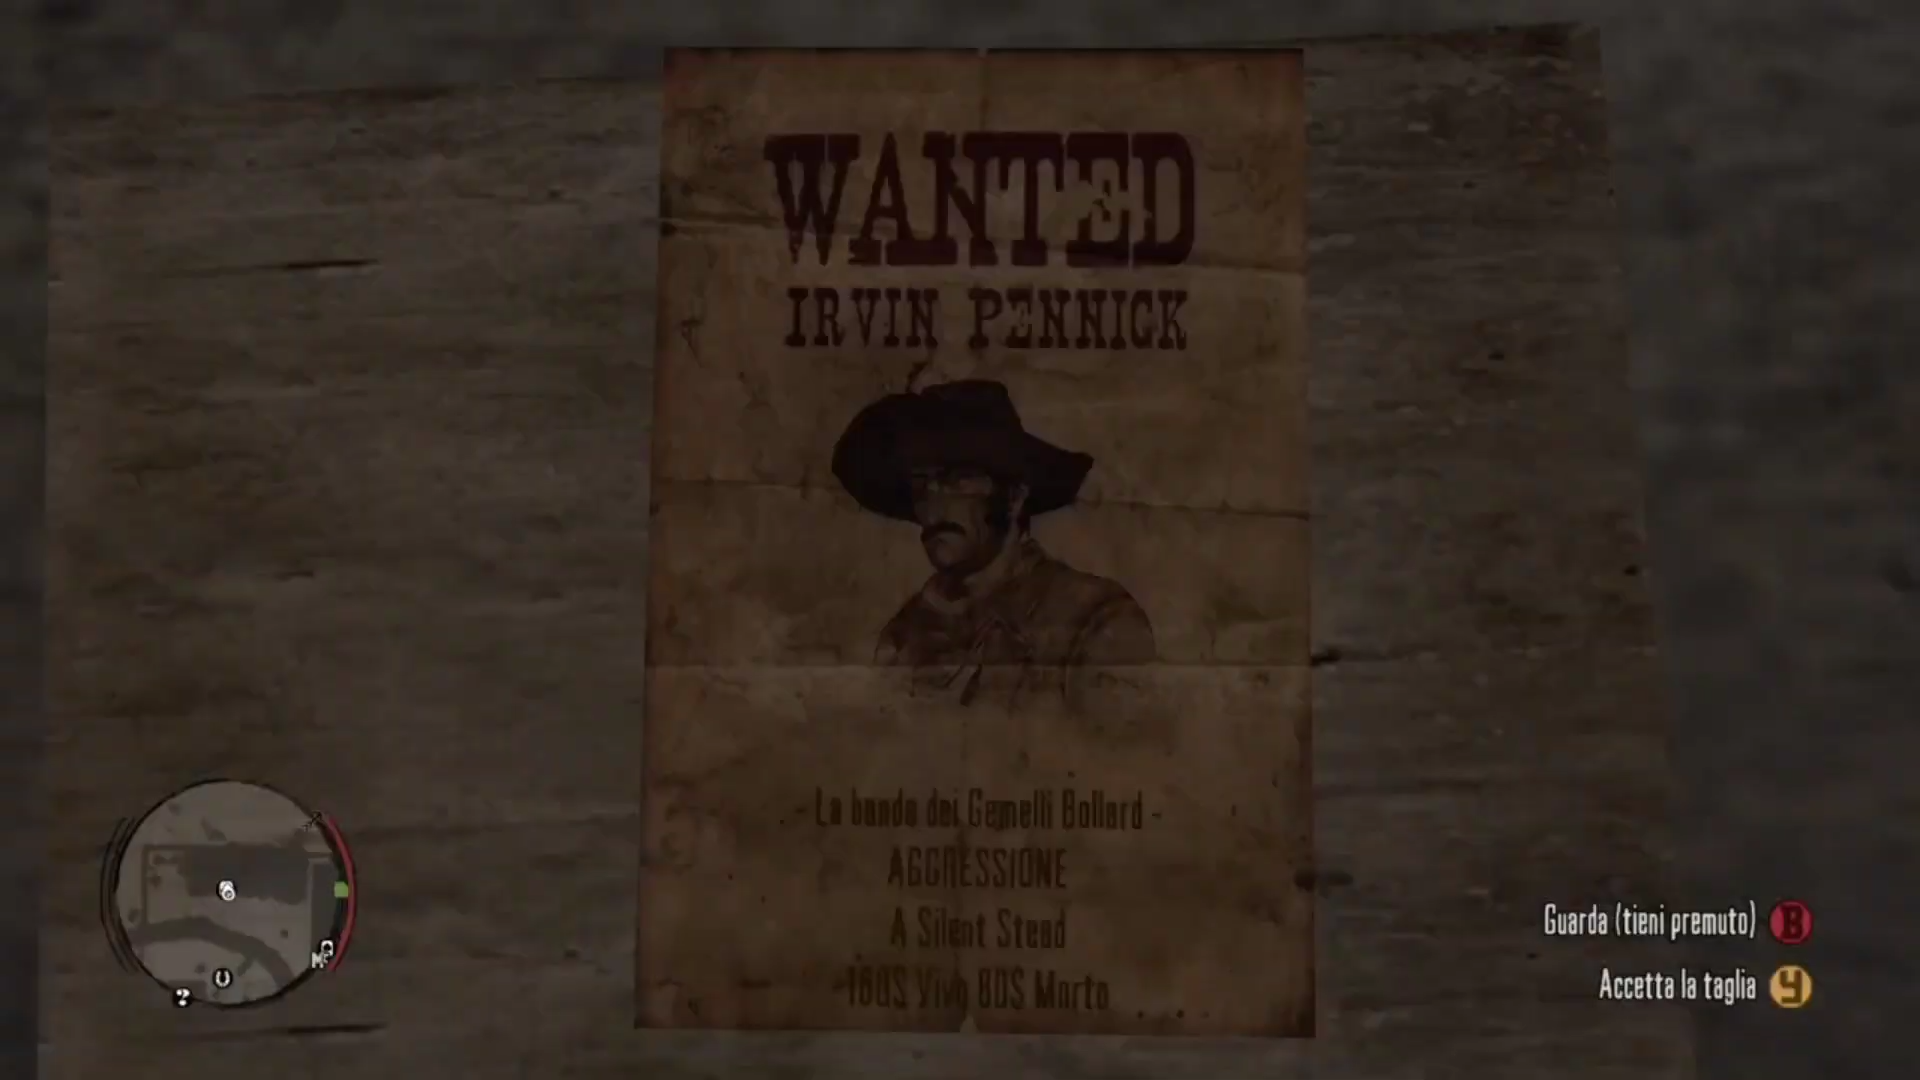 WANTED
IRVIN PENNICK
- La banda dei Gemelli Bollard -
AGGRESSIONE
A Silent Stead
160$ Vivo 80$ Morto
Guarda (tieni premuto) B
Accetta la taglia Y
M
?